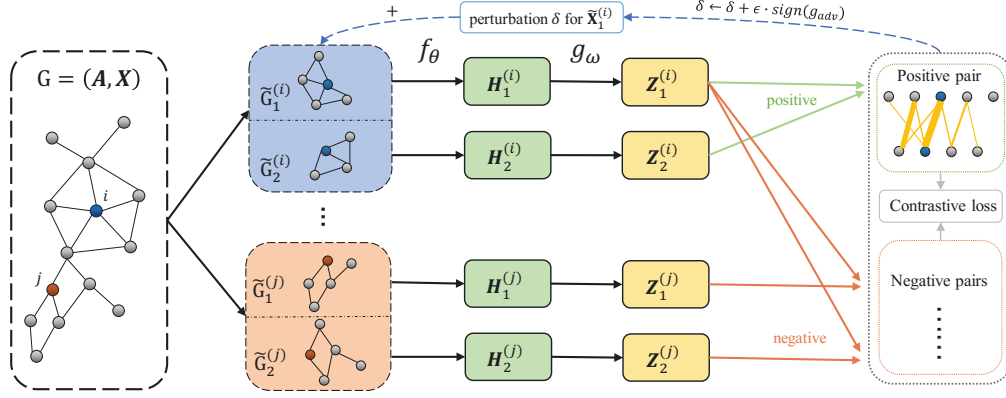 +
perturbation δ for X̃₁⁽ⁱ⁾
δ ← δ + ϵ · sign(g_adv)
G = (A, X)
i
j
G̃₁⁽ⁱ⁾
G̃₂⁽ⁱ⁾
f_θ
g_ω
H₁⁽ⁱ⁾
Z₁⁽ⁱ⁾
H₂⁽ⁱ⁾
Z₂⁽ⁱ⁾
positive
Positive pair
Contrastive loss
G̃₁⁽ʲ⁾
G̃₂⁽ʲ⁾
H₁⁽ʲ⁾
Z₁⁽ʲ⁾
H₂⁽ʲ⁾
Z₂⁽ʲ⁾
negative
Negative pairs